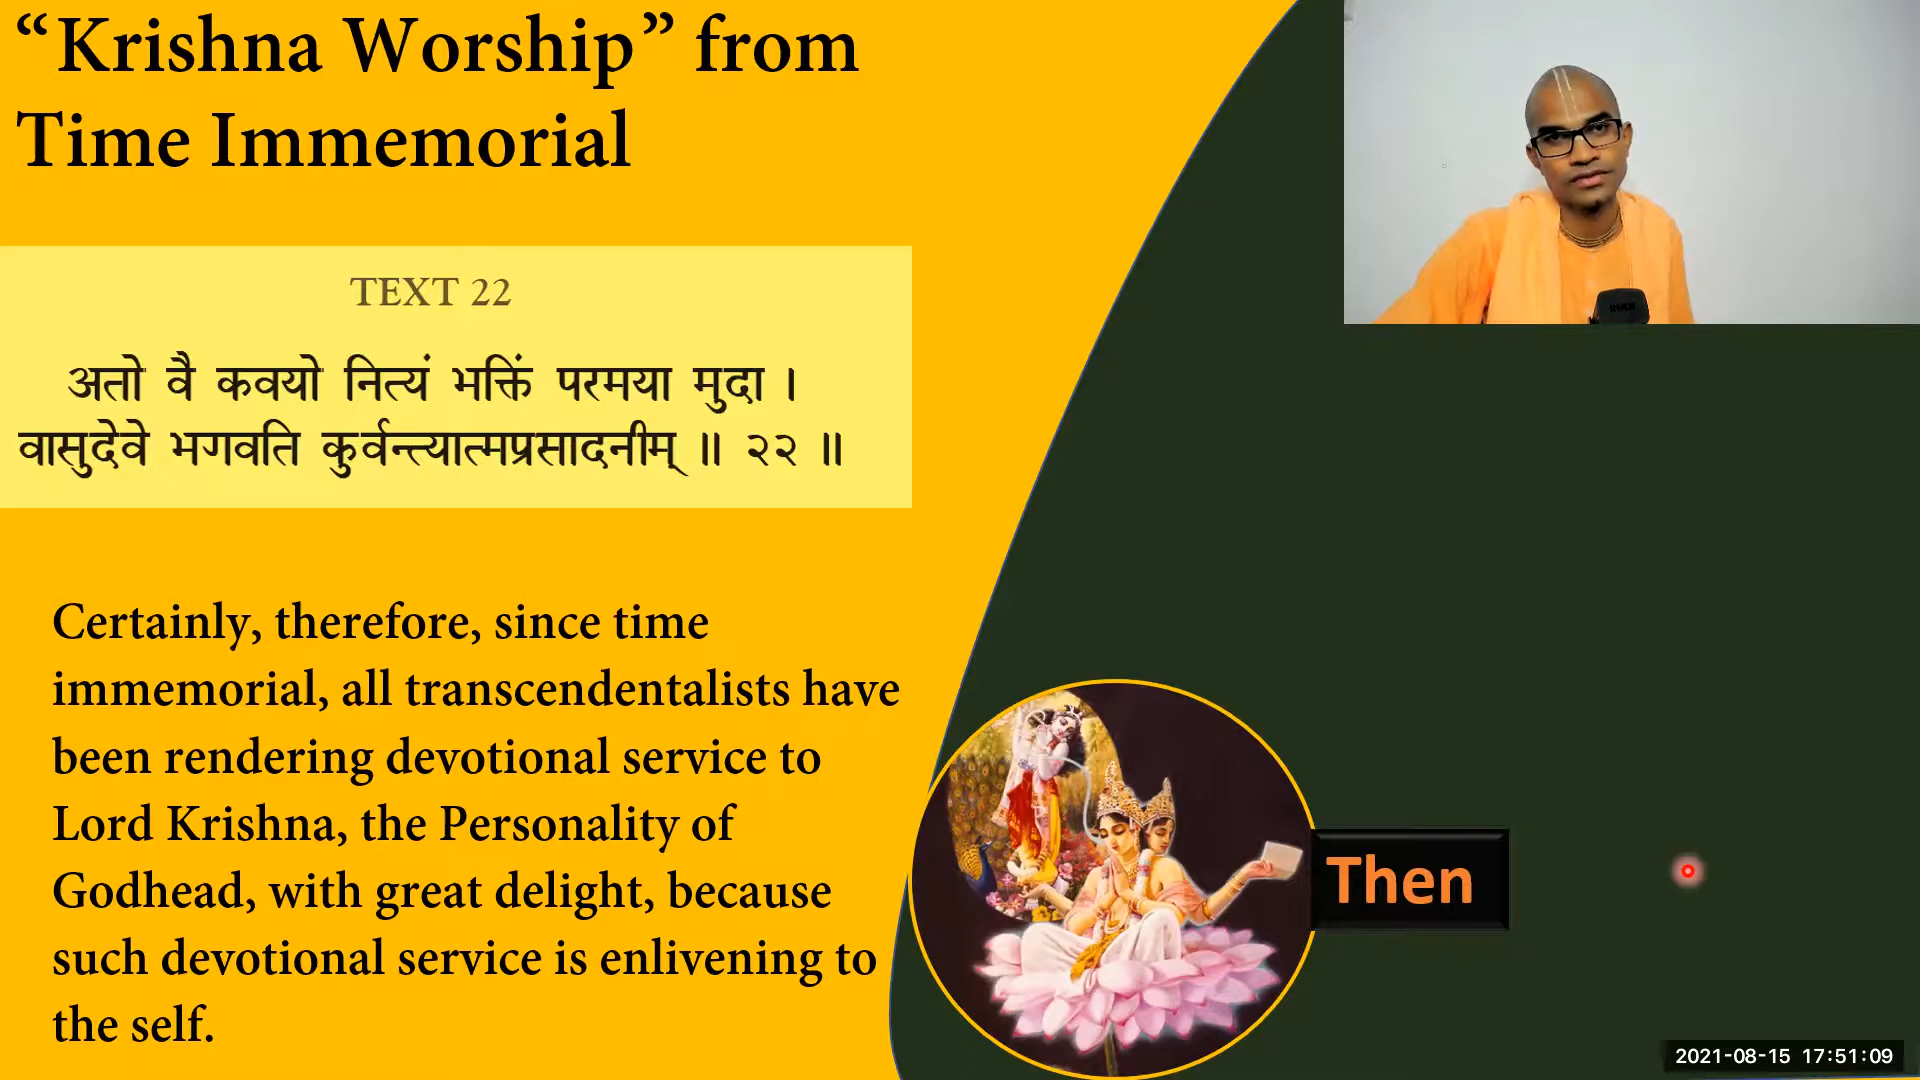 “Krishna Worship” from
Time Immemorial
TEXT 22
अतो वै कवयो नित्यं भक्तिं परमया मुदा ।
वासुदेवे भगवति कुर्वन्त्यात्मप्रसादनीम् ॥ २२ ॥
Certainly, therefore, since time
immemorial, all transcendentalists have
been rendering devotional service to
Lord Krishna, the Personality of
Godhead, with great delight, because
such devotional service is enlivening to
the self.
Then
2021-08-15 17:51:09